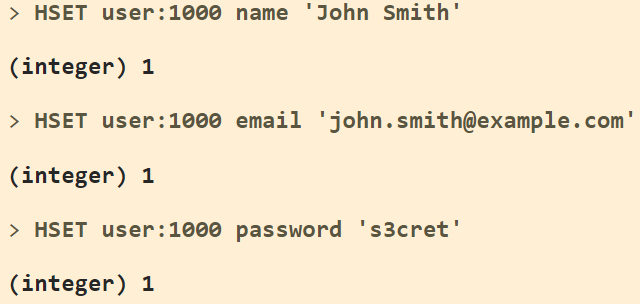 > HSET user:1000 name 'John Smith'
(integer) 1
> HSET user:1000 email 'john.smith@example.com'
(integer) 1
> HSET user:1000 password 's3cret'
(integer) 1